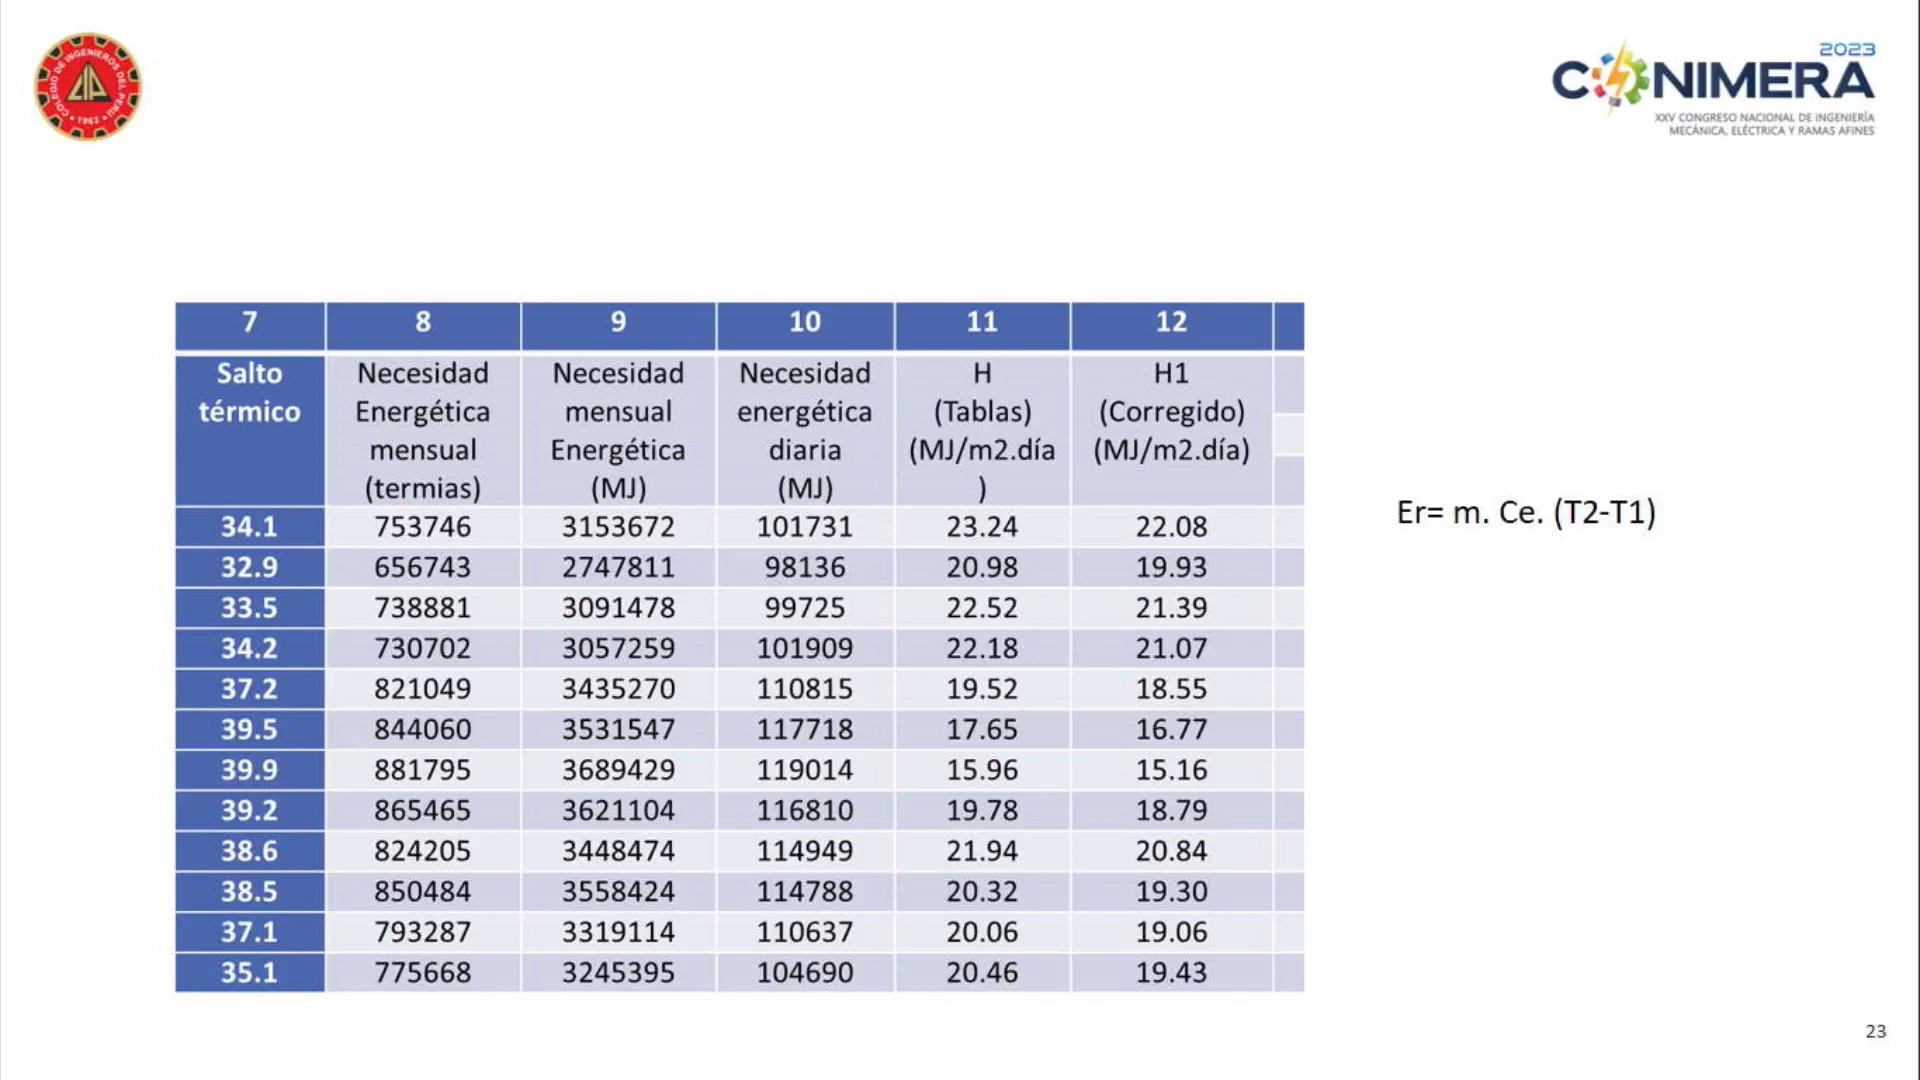 COLEGIO DE INGENIEROS DEL PERU
CIP
• 1962 •
2023
CONIMERA
XXV CONGRESO NACIONAL DE INGENIERÍA
MECÁNICA, ELÉCTRICA Y RAMAS AFINES
7 8 9 10 11 12
Salto térmico Necesidad Energética mensual (termias) Necesidad mensual Energética (MJ) Necesidad energética diaria (MJ) H (Tablas) (MJ/m2.día) H1 (Corregido) (MJ/m2.día)
34.1 753746 3153672 101731 23.24 22.08
32.9 656743 2747811 98136 20.98 19.93
33.5 738881 3091478 99725 22.52 21.39
34.2 730702 3057259 101909 22.18 21.07
37.2 821049 3435270 110815 19.52 18.55
39.5 844060 3531547 117718 17.65 16.77
39.9 881795 3689429 119014 15.96 15.16
39.2 865465 3621104 116810 19.78 18.79
38.6 824205 3448474 114949 21.94 20.84
38.5 850484 3558424 114788 20.32 19.30
37.1 793287 3319114 110637 20.06 19.06
35.1 775668 3245395 104690 20.46 19.43
Er= m. Ce. (T2-T1)
23